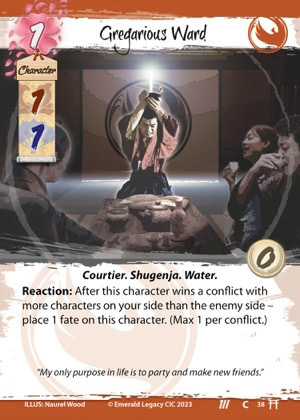 1
Gregarious Ward
Character
1
1
0
Courtier. Shugenja. Water.
Reaction: After this character wins a conflict with
more characters on your side than the enemy side –
place 1 fate on this character. (Max 1 per conflict.)
"My only purpose in life is to party and make new friends."
ILLUS: Naurel Wood © Emerald Legacy CIC 2023 C 38